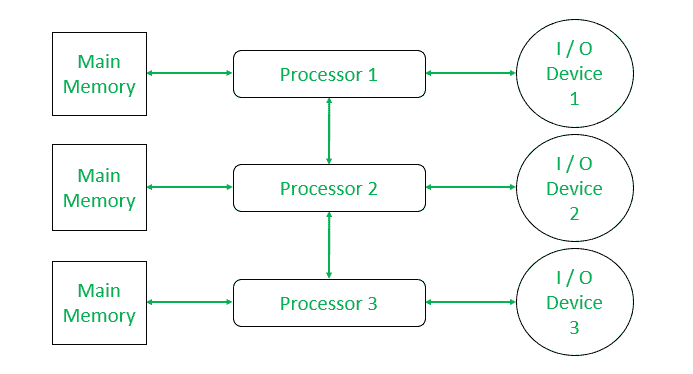 Main
Memory
Processor 1
I / O
Device
1
Main
Memory
Processor 2
I / O
Device
2
Main
Memory
Processor 3
I / O
Device
3